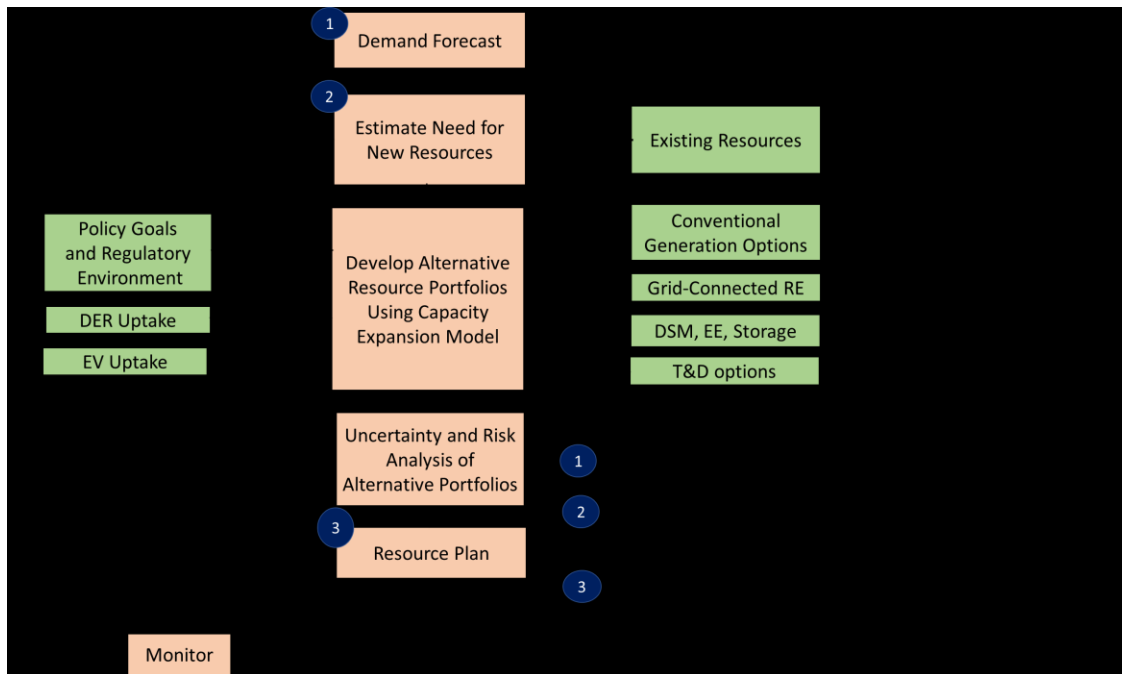 1
Demand Forecast
2
Estimate Need for
New Resources
Existing Resources
Policy Goals
and Regulatory
Environment
DER Uptake
EV Uptake
Develop Alternative
Resource Portfolios
Using Capacity
Expansion Model
Conventional
Generation Options
Grid-Connected RE
DSM, EE, Storage
T&D options
Uncertainty and Risk
Analysis of
Alternative Portfolios
3
Resource Plan
1
2
3
Monitor